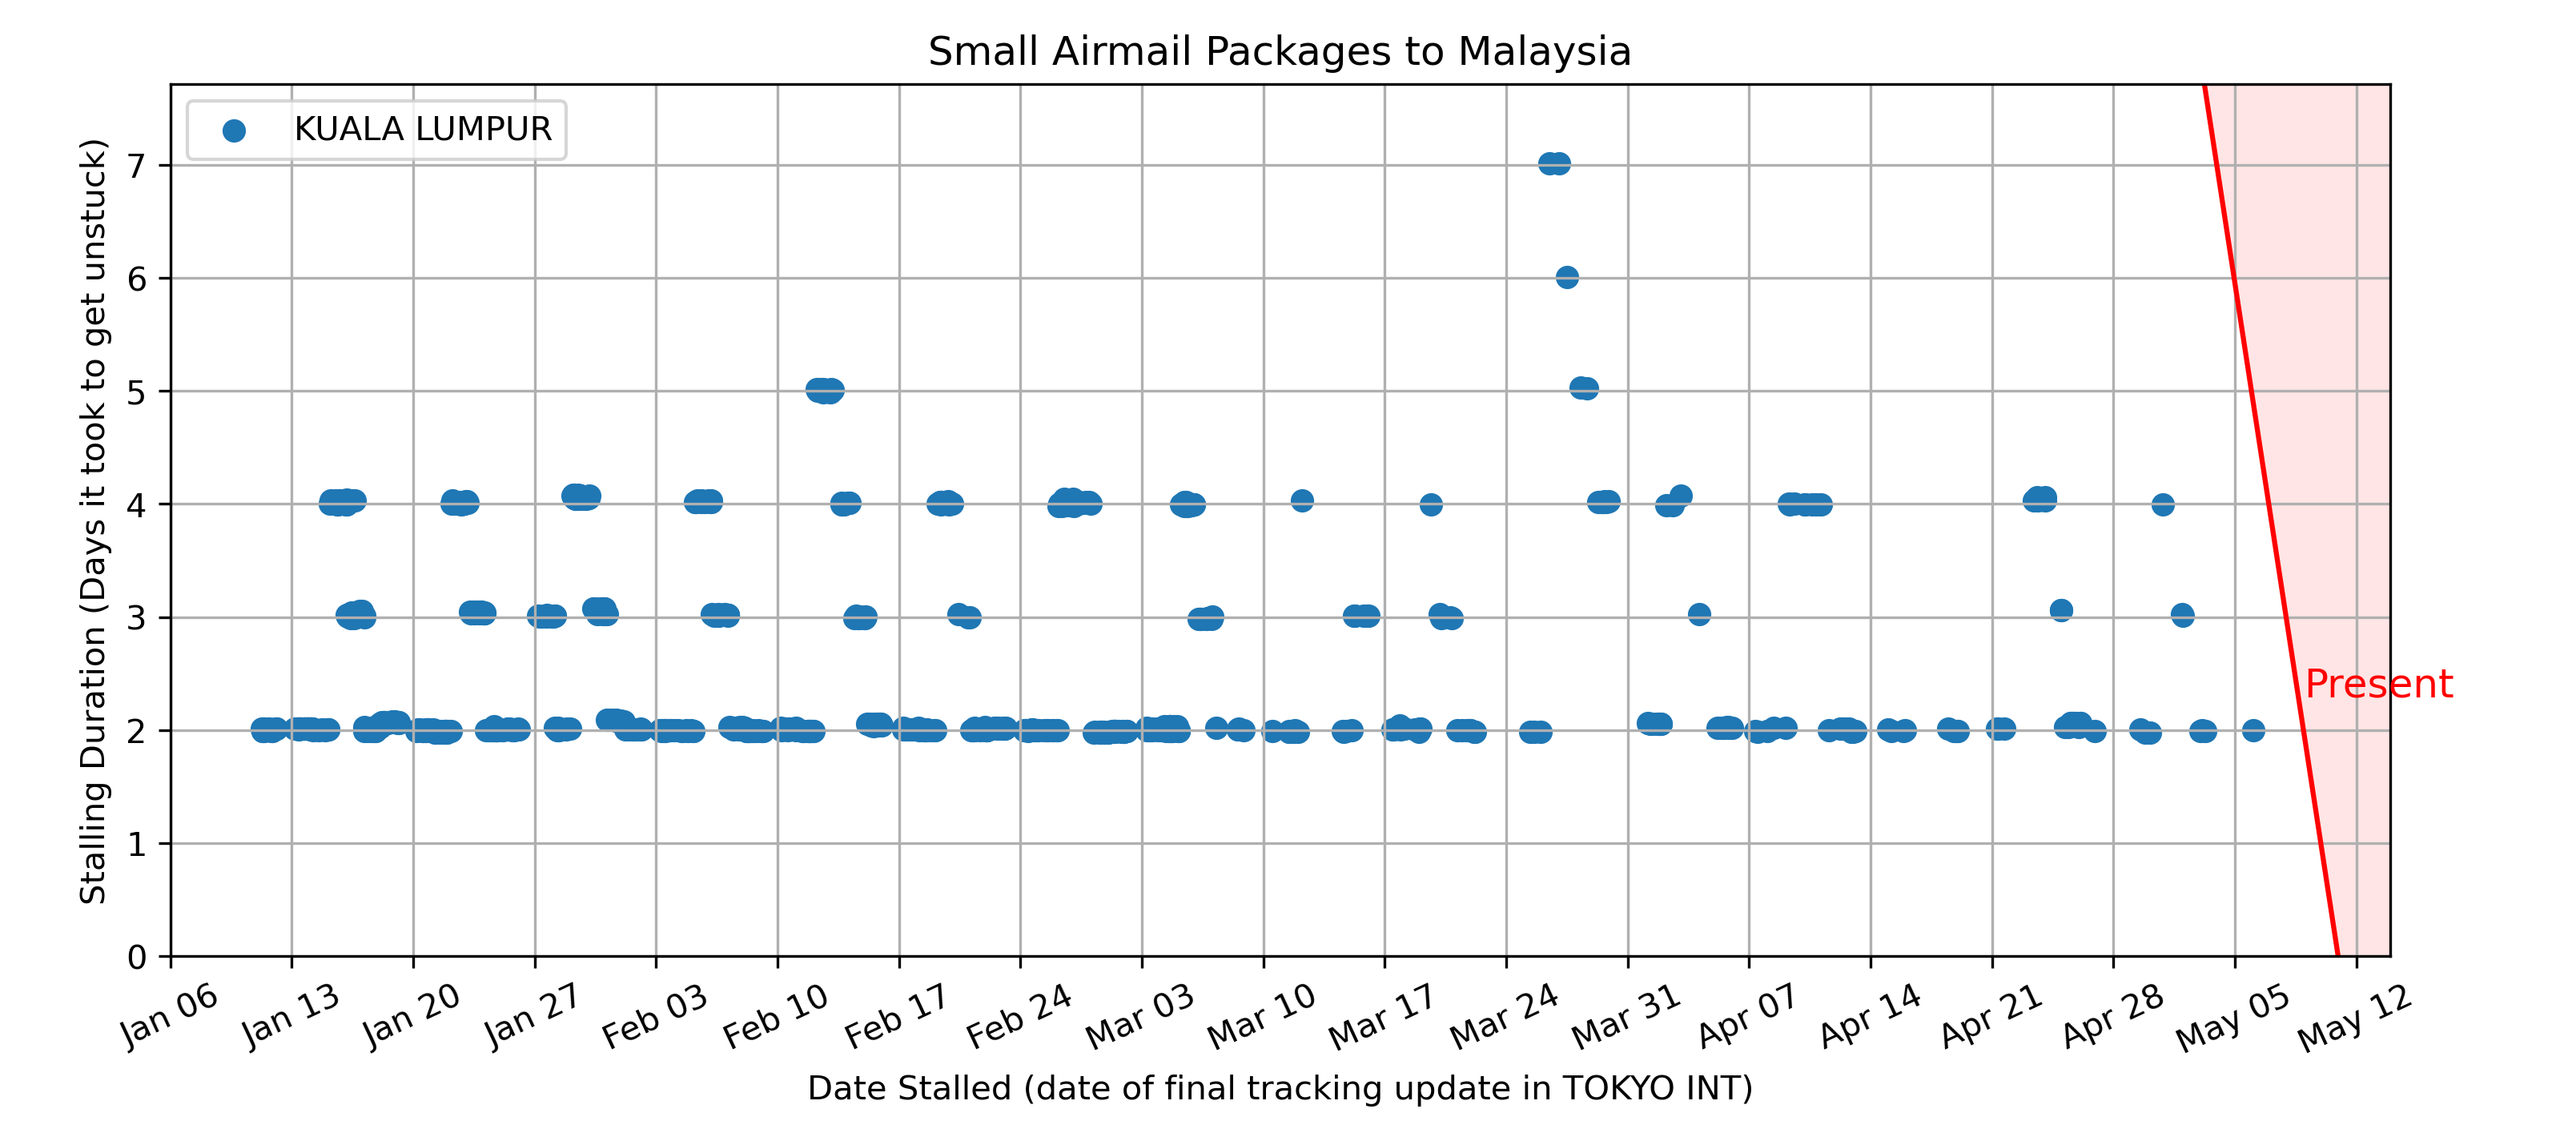 Small Airmail Packages to Malaysia
KUALA LUMPUR
Stalling Duration (Days it took to get unstuck)
7
6
5
4
3
2
1
0
Present
Jan 06
Jan 13
Jan 20
Jan 27
Feb 03
Feb 10
Feb 17
Feb 24
Mar 03
Mar 10
Mar 17
Mar 24
Mar 31
Apr 07
Apr 14
Apr 21
Apr 28
May 05
May 12
Date Stalled (date of final tracking update in TOKYO INT)